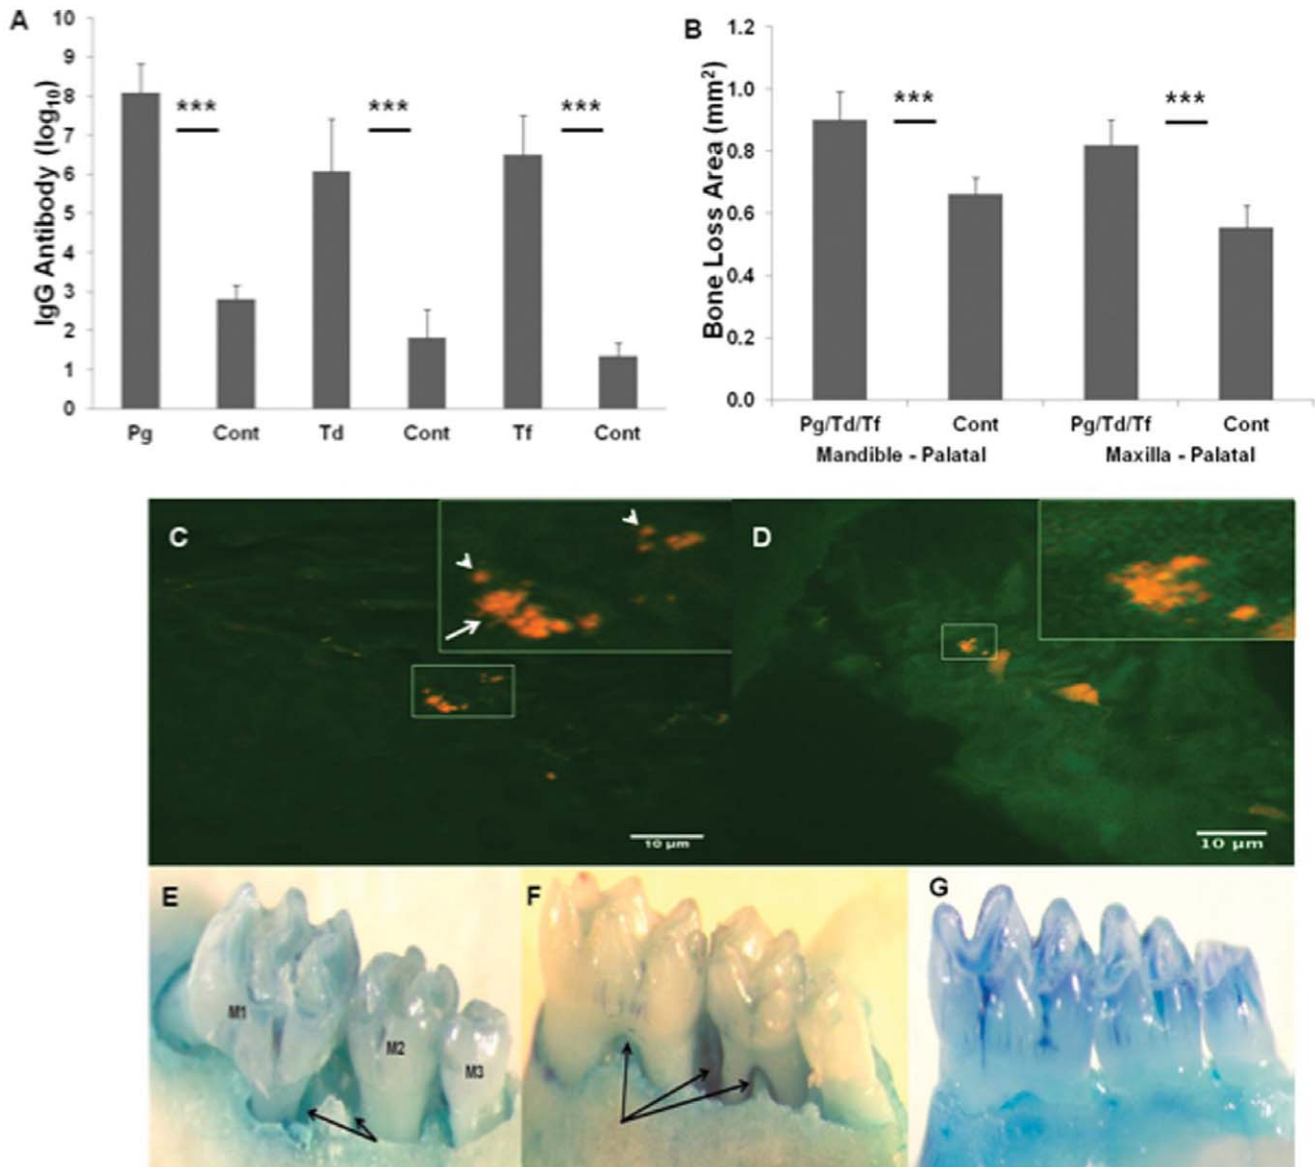 A
IgG Antibody (log10)
10
9
8
7
6
5
4
3
2
1
0
***
***
***
Pg Cont Td Cont Tf Cont
B
Bone Loss Area (mm2)
1.2
1.0
0.8
0.6
0.4
0.2
0.0
***
***
Pg/Td/Tf Cont Pg/Td/Tf Cont
Mandible - Palatal Maxilla - Palatal
C
10 µm
D
10 µm
E
M1
M2
M3
F
G